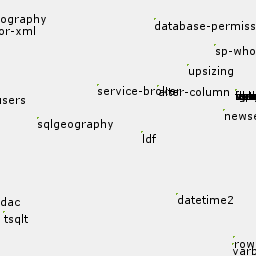 ography
or-xml
database-permiss
sp-who
upsizing
service-broker
alter-column
users
newse
sqlgeography
ldf
dac
datetime2
tsqlt
row
varb